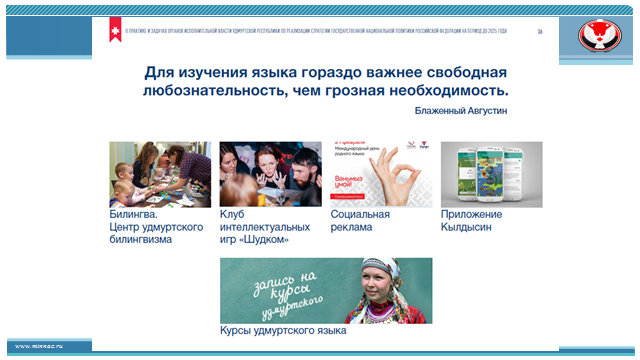 О ПРАКТИКЕ И ЗАДАЧАХ ОРГАНОВ ИСПОЛНИТЕЛЬНОЙ ВЛАСТИ УДМУРТСКОЙ РЕСПУБЛИКИ ПО РЕАЛИЗАЦИИ СТРАТЕГИИ ГОСУДАРСТВЕННОЙ НАЦИОНАЛЬНОЙ ПОЛИТИКИ РОССИЙСКОЙ ФЕДЕРАЦИИ НА ПЕРИОД ДО 2025 ГОДА
16
Для изучения языка гораздо важнее свободная
любознательность, чем грозная необходимость.
Блаженный Августин
Международный день
родного языка
Ваньмыз
умой!
Билингва.
Центр удмуртского
билингвизма
Клуб
интеллектуальных
игр «Шудком»
Социальная
реклама
Приложение
Кылдысин
запись на
курсы
удмуртского
Курсы удмуртского языка
www.minnac.ru